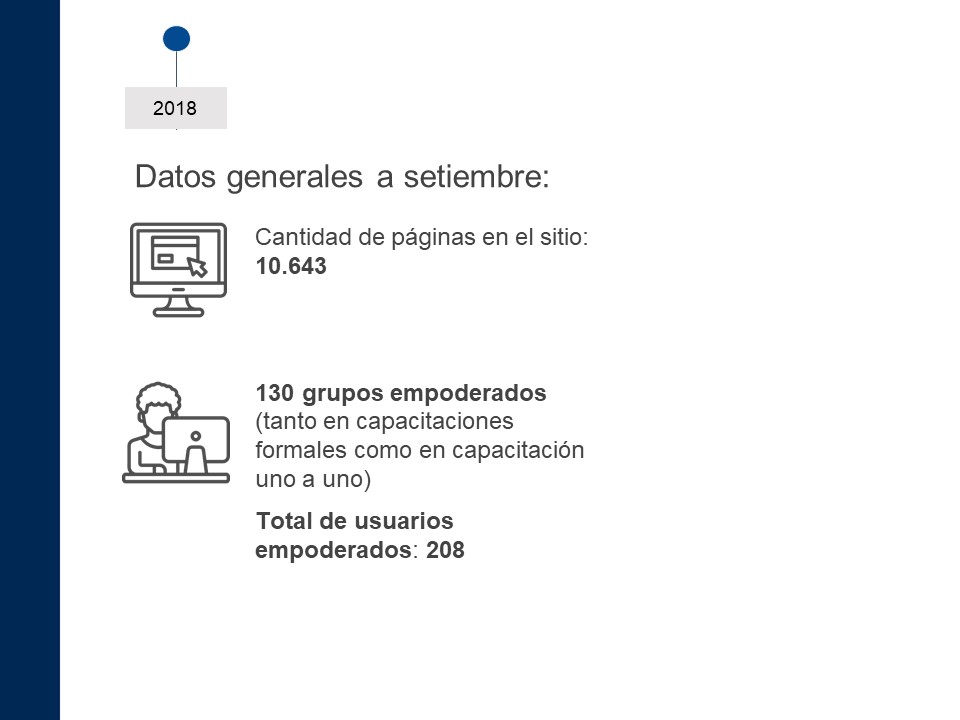 2018
Datos generales a setiembre:
Cantidad de páginas en el sitio:
10.643
130 grupos empoderados
(tanto en capacitaciones
formales como en capacitación
uno a uno)
Total de usuarios
empoderados: 208